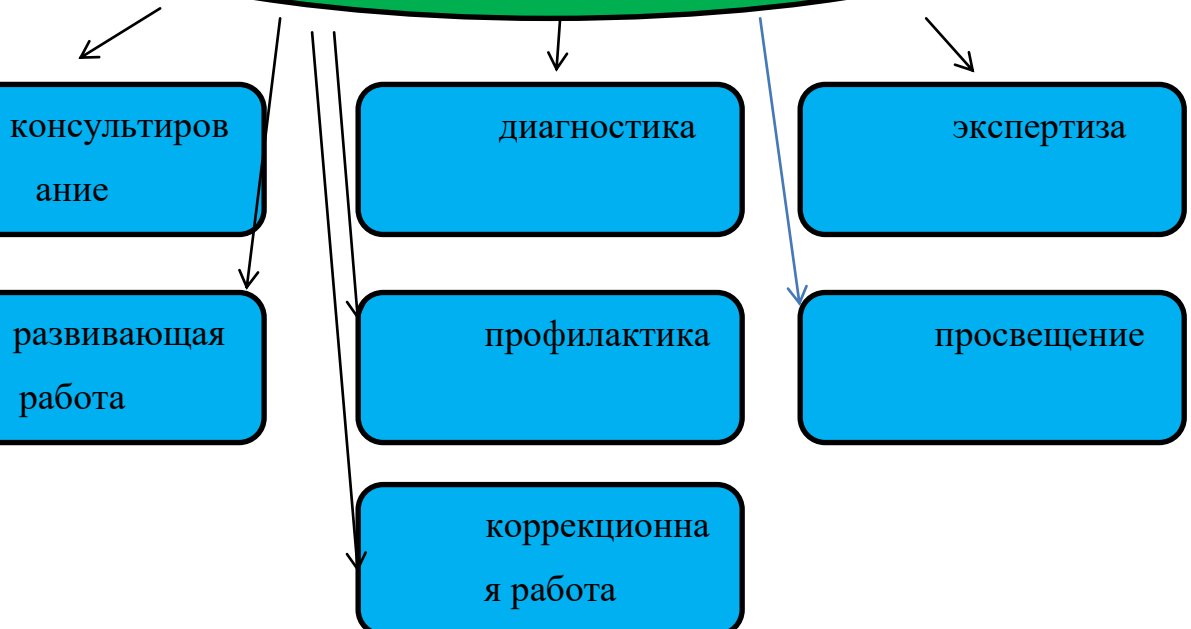 консультиров
ание
диагностика
экспертиза
развивающая
работа
профилактика
просвещение
коррекционна
я работа